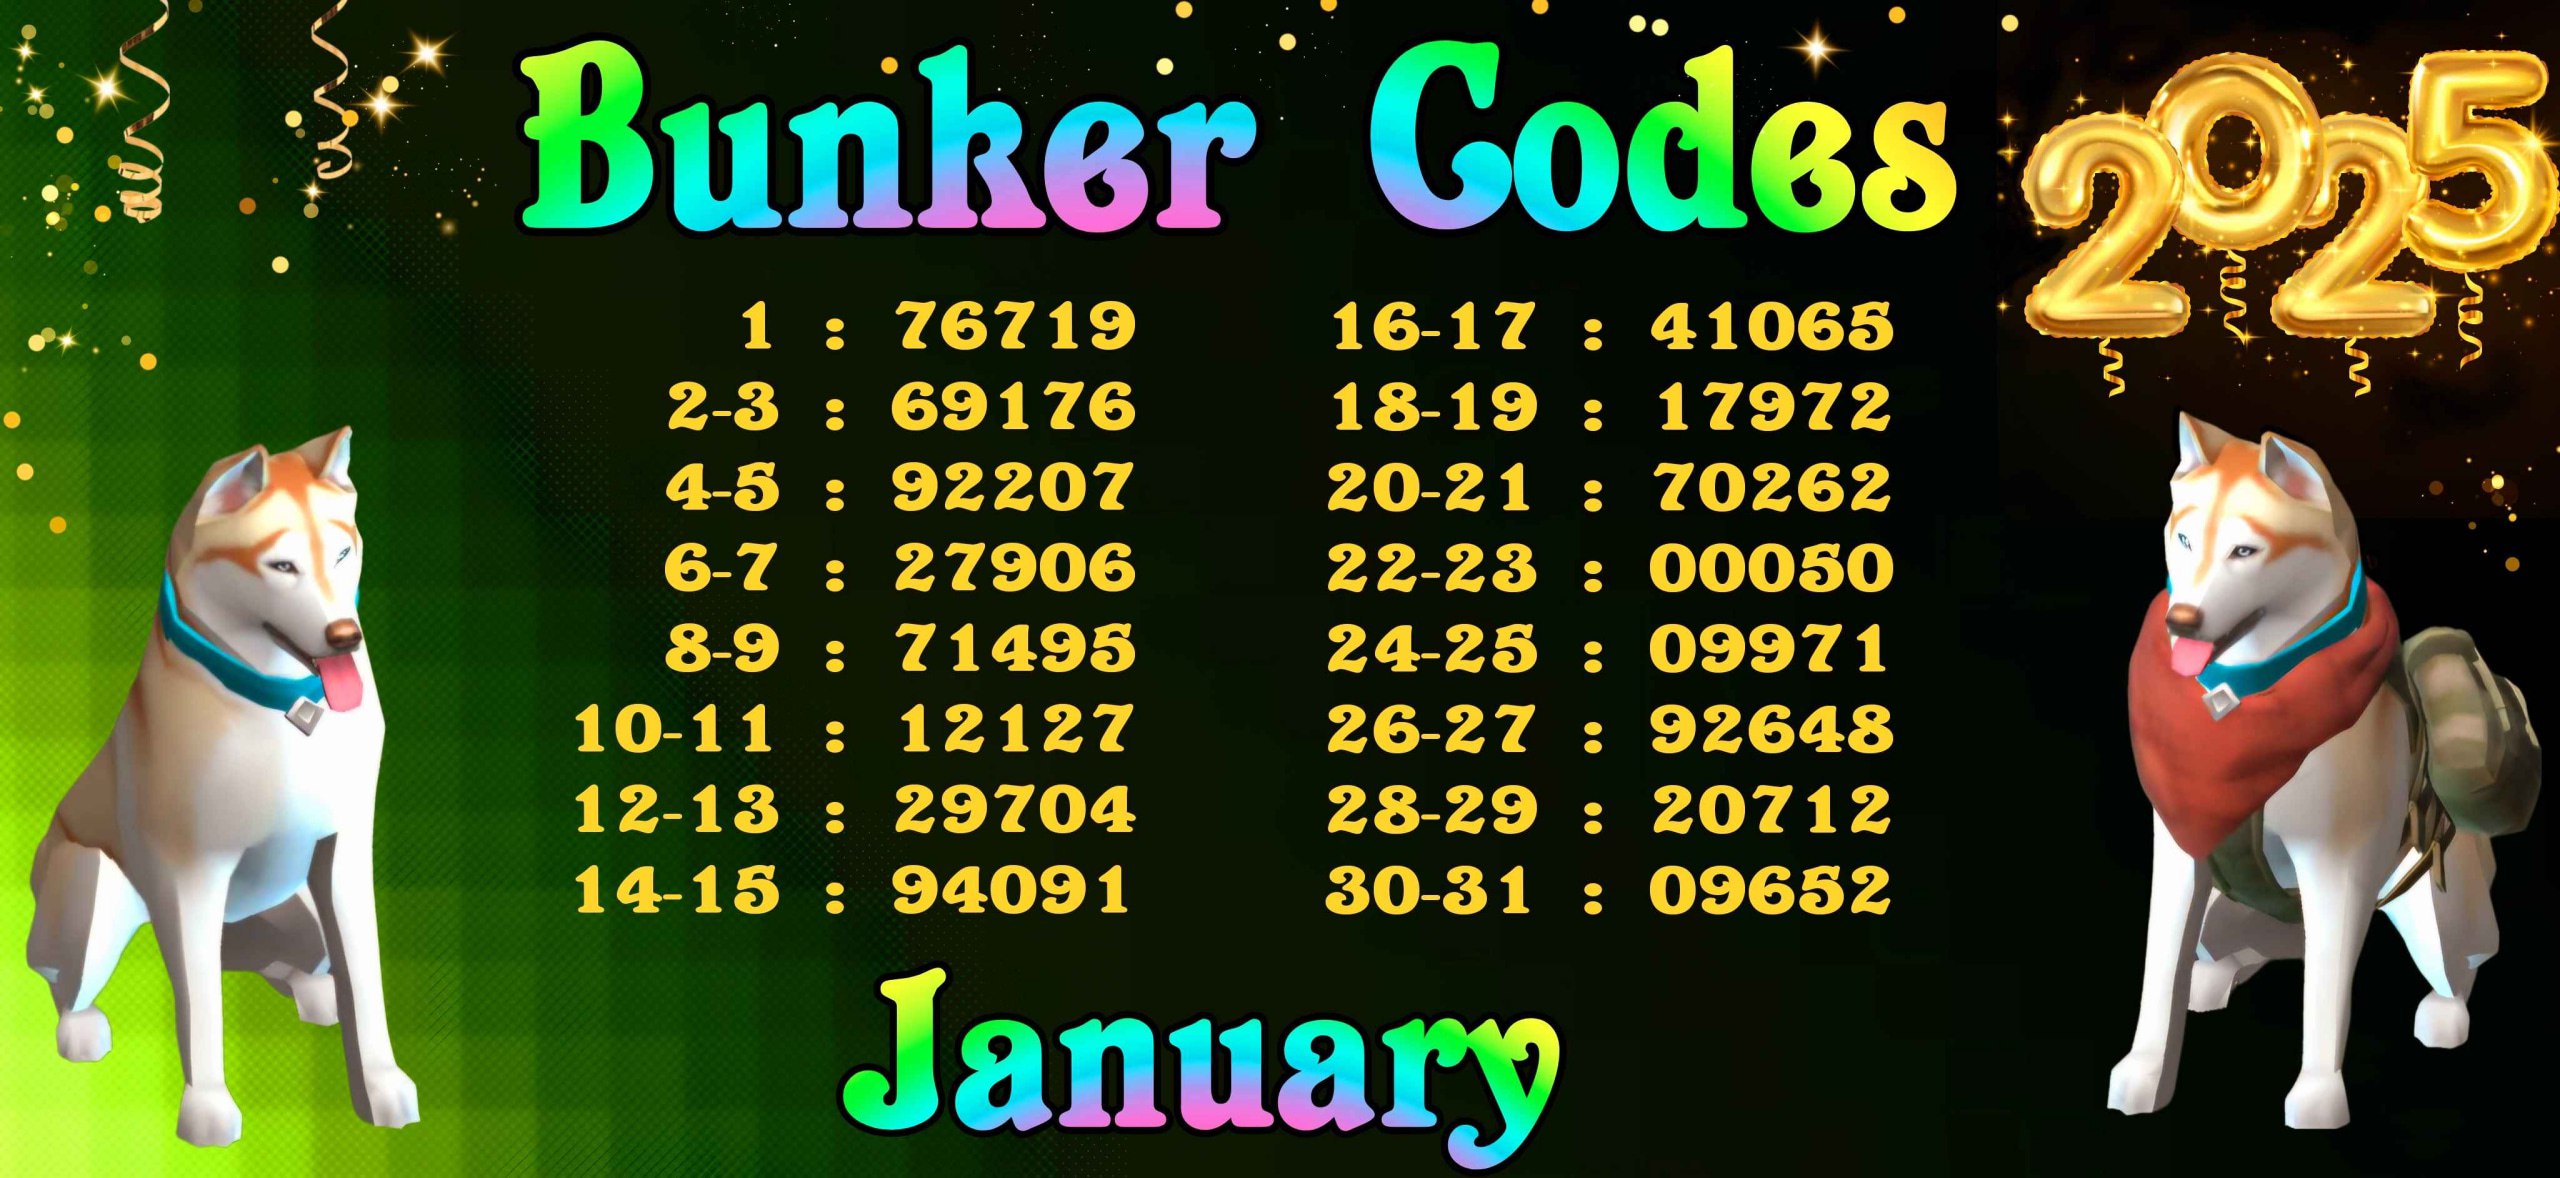 Bunker Codes
2025
1 : 76719
2-3 : 69176
4-5 : 92207
6-7 : 27906
8-9 : 71495
10-11 : 12127
12-13 : 29704
14-15 : 94091
16-17 : 41065
18-19 : 17972
20-21 : 70262
22-23 : 00050
24-25 : 09971
26-27 : 92648
28-29 : 20712
30-31 : 09652
January